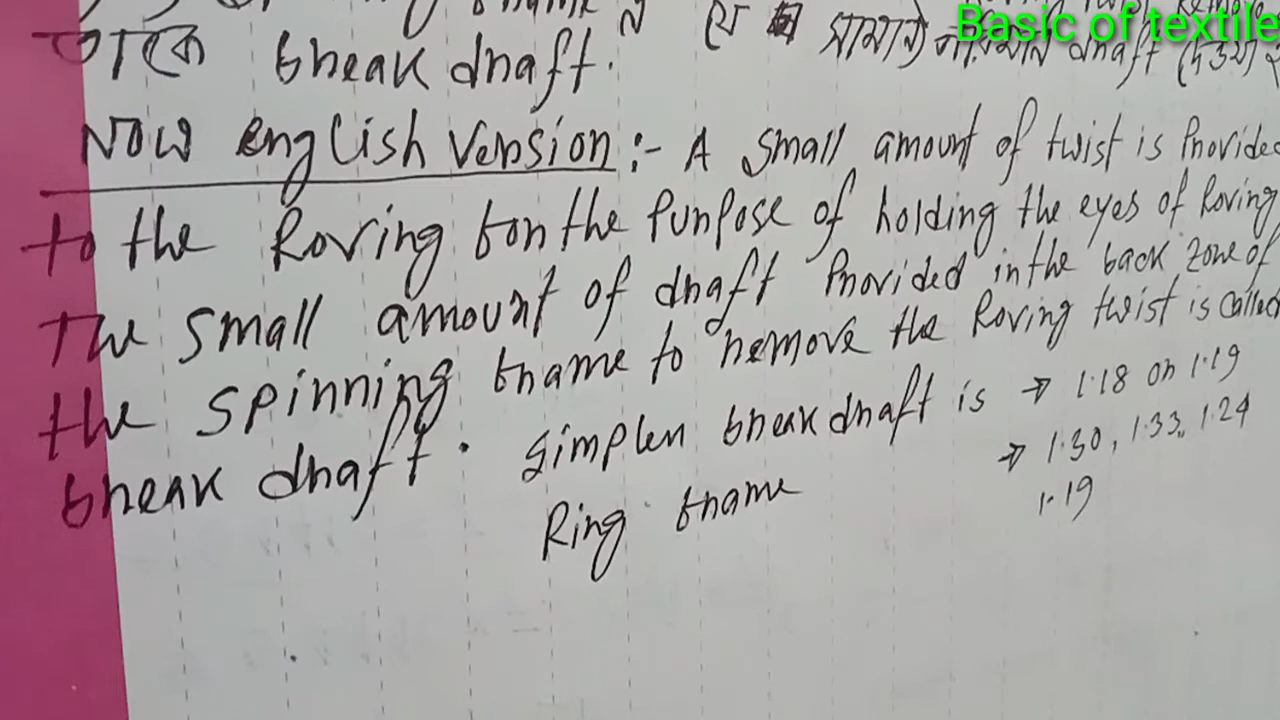 Basic of textile
তাকে break draft. যে সামান্য draft
Now english version :- A small amount of twist is Provided
to the Roving for the Purpose of holding the eyes of Roving
The small amount of draft Provided in the back zone of
the spinning frame to remove the Roving twist is called
break draft. simplex break draft is → 1.18 or 1.19
Ring frame → 1.30, 1.33, 1.24
1.19